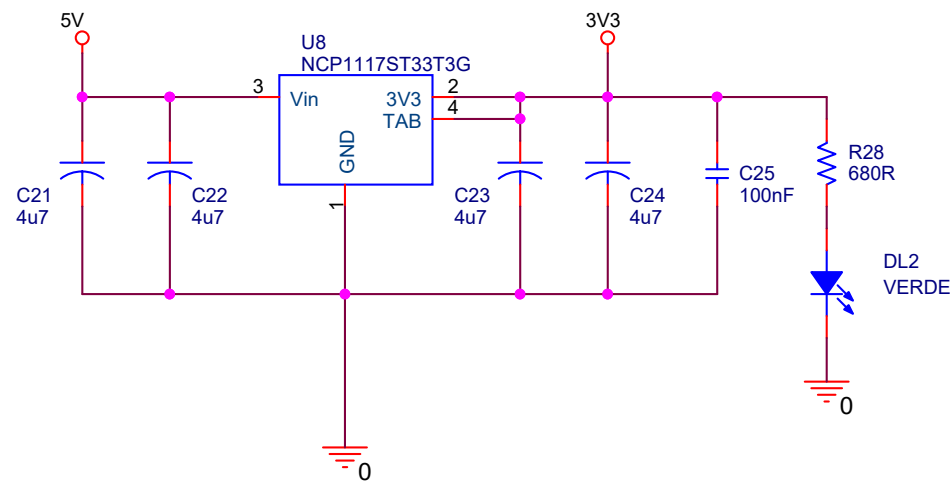 5V
3V3
U8
NCP1117ST33T3G
3
Vin
3V3
2
TAB
4
GND
1
C21
4u7
C22
4u7
C23
4u7
C24
4u7
C25
100nF
R28
680R
DL2
VERDE
0
0